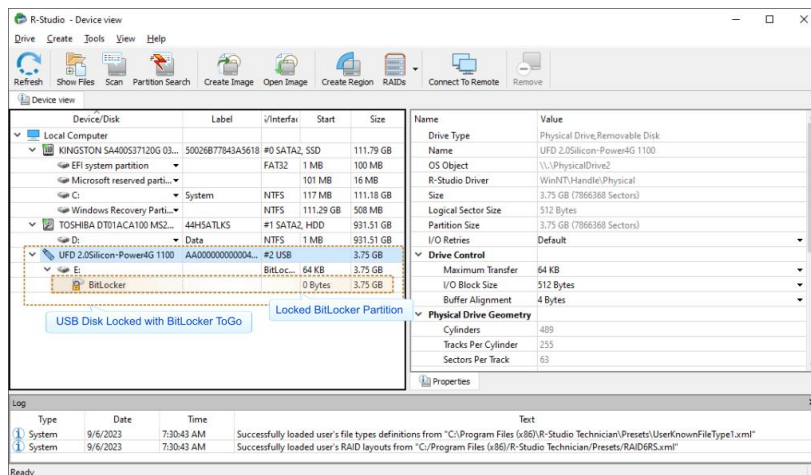 R-Studio - Device view
Drive Create Tools View Help
Refresh Show Files Scan Partition Search Create Image Open Image Create Region RAIDs Connect To Remote Remove
Device view
Device/Disk Label :/Interfac Start Size
Local Computer
KINGSTON SA400S37120G 03... 50026B77843A5618 #0 SATA2, SSD 111.79 GB
EFI system partition FAT32 1 MB 100 MB
Microsoft reserved parti... 101 MB 16 MB
C: System NTFS 117 MB 111.18 GB
Windows Recovery Parti... NTFS 111.29 GB 508 MB
TOSHIBA DT01ACA100 MS2... 44H5ATLKS #1 SATA2, HDD 931.51 GB
D: Data NTFS 1 MB 931.51 GB
UFD 2.0Silicon-Power4G 1100 AA000000000004... #2 USB 3.75 GB
E: BitLoc... 64 KB 3.75 GB
BitLocker 0 Bytes 3.75 GB
Locked BitLocker Partition
USB Disk Locked with BitLocker ToGo
Name Value
Drive Type Physical Drive,Removable Disk
Name UFD 2.0Silicon-Power4G 1100
OS Object \\.\PhysicalDrive2
R-Studio Driver WinNT\Handle\Physical
Size 3.75 GB (7866368 Sectors)
Logical Sector Size 512 Bytes
Partition Size 3.75 GB (7866368 Sectors)
I/O Retries Default
Drive Control
Maximum Transfer 64 KB
I/O Block Size 512 Bytes
Buffer Alignment 4 Bytes
Physical Drive Geometry
Cylinders 489
Tracks Per Cylinder 255
Sectors Per Track 63
Properties
Log
Type Date Time Text
System 9/6/2023 7:30:43 AM Successfully loaded user's file types definitions from "C:\Program Files (x86)\R-Studio Technician\Presets\UserKnownFileType1.xml"
System 9/6/2023 7:30:43 AM Successfully loaded user's RAID layouts from "C:/Program Files (x86)/R-Studio Technician/Presets/RAID6RS.xml"
Ready